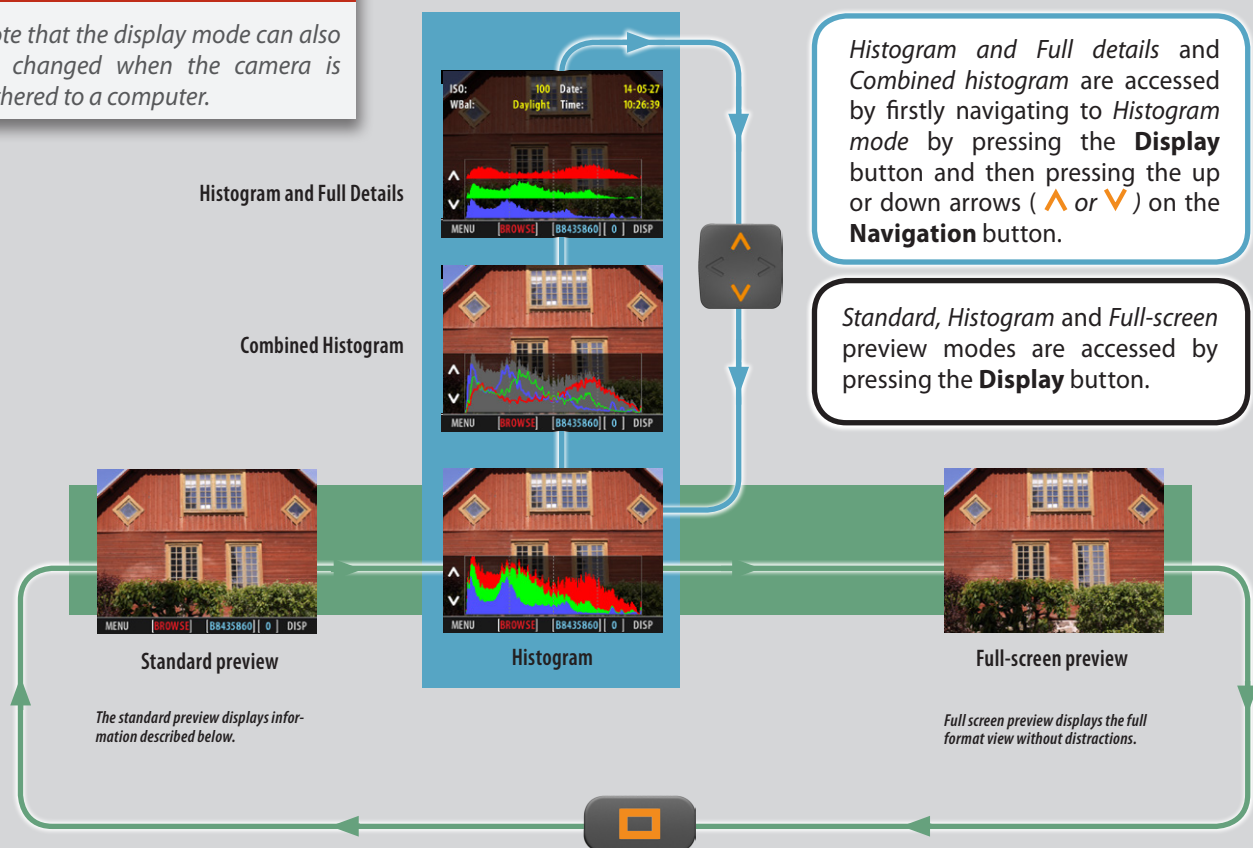 ote that the display mode can also
changed when the camera is
thered to a computer.
Histogram and Full details and
Combined histogram are accessed
by firstly navigating to Histogram
mode by pressing the Display
button and then pressing the up
or down arrows ( ∧ or ∨ ) on the
Navigation button.
Standard, Histogram and Full-screen
preview modes are accessed by
pressing the Display button.
Histogram and Full Details
ISO: 100 Date: 14-05-27
WBal: Daylight Time: 10:26:39
MENU [BROWSE] [B8435860] [ 0 ] DISP
Combined Histogram
MENU [BROWSE] [B8435860] [ 0 ] DISP
MENU [BROWSE] [B8435860] [ 0 ] DISP
Standard preview
The standard preview displays infor-
mation described below.
MENU [BROWSE] [B8435860] [ 0 ] DISP
Histogram
Full-screen preview
Full screen preview displays the full
format view without distractions.